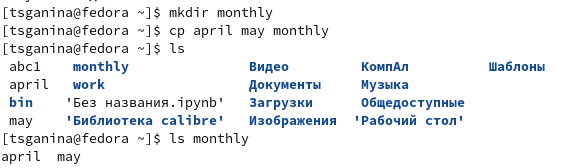 [tsganina@fedora ~]$ mkdir monthly
[tsganina@fedora ~]$ cp april may monthly
[tsganina@fedora ~]$ ls
abc1    monthly               Видео         КомпАл          Шаблоны
april   work                  Документы     Музыка
bin    'Без названия.ipynb'   Загрузки      Общедоступные
may    'Библиотека calibre'   Изображения  'Рабочий стол'
[tsganina@fedora ~]$ ls monthly
april  may